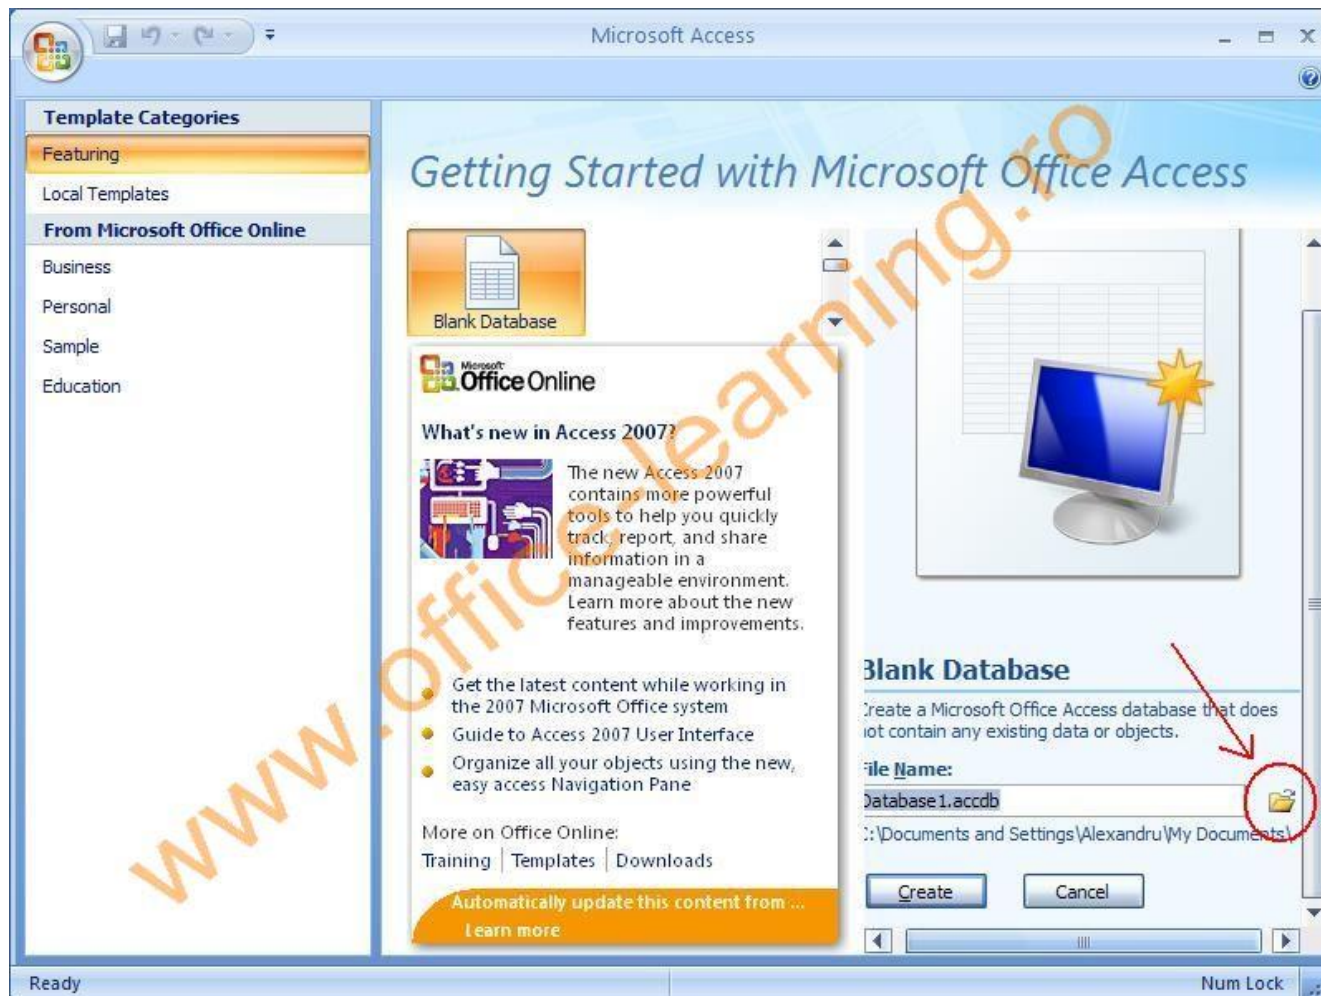 Microsoft Access
Template Categories
Featuring
Local Templates
From Microsoft Office Online
Business
Personal
Sample
Education
Getting Started with Microsoft Office Access
Blank Database
Microsoft
Office Online
What's new in Access 2007?
The new Access 2007
contains more powerful
tools to help you quickly
track, report, and share
information in a
manageable environment.
Learn more about the new
features and improvements.
Get the latest content while working in
the 2007 Microsoft Office system
Guide to Access 2007 User Interface
Organize all your objects using the new,
easy access Navigation Pane
More on Office Online:
Training | Templates | Downloads
Automatically update this content from ...
Learn more
Blank Database
Create a Microsoft Office Access database that does
not contain any existing data or objects.
File Name:
Database1.accdb
C:\Documents and Settings\Alexandru\My Documents\
Create
Cancel
Ready
Num Lock
www.office-learning.ro